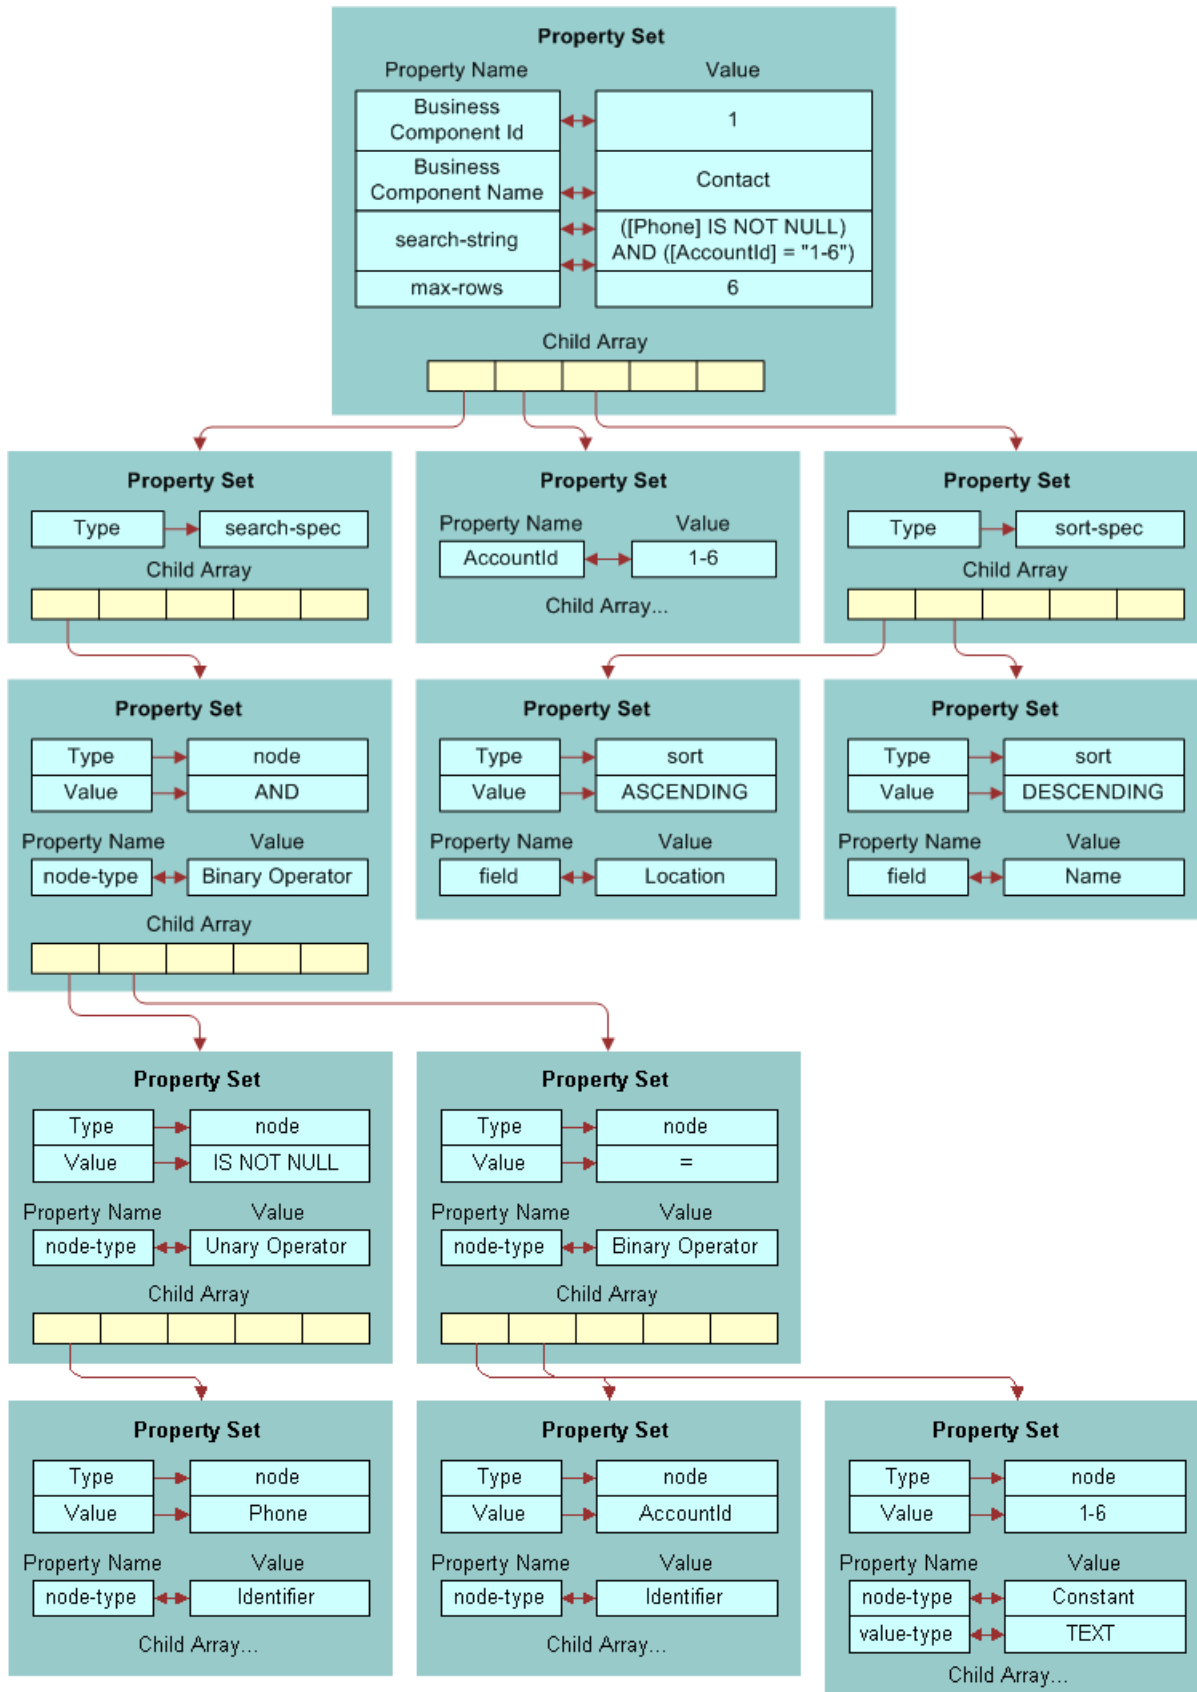 Property Set
Property Name Value
Business
Component Id
1
Business
Component Name
Contact
search-string
([Phone] IS NOT NULL)
AND ([AccountId] = "1-6")
max-rows 6
Child Array
Property Set
Type search-spec
Child Array
Property Set
Property Name Value
AccountId 1-6
Child Array...
Property Set
Type sort-spec
Child Array
Property Set
Type node
Value AND
Property Name Value
node-type Binary Operator
Child Array
Property Set
Type sort
Value ASCENDING
Property Name Value
field Location
Property Set
Type sort
Value DESCENDING
Property Name Value
field Name
Property Set
Type node
Value IS NOT NULL
Property Name Value
node-type Unary Operator
Child Array
Property Set
Type node
Value =
Property Name Value
node-type Binary Operator
Child Array
Property Set
Type node
Value Phone
Property Name Value
node-type Identifier
Child Array...
Property Set
Type node
Value AccountId
Property Name Value
node-type Identifier
Child Array...
Property Set
Type node
Value 1-6
Property Name Value
node-type Constant
value-type TEXT
Child Array...